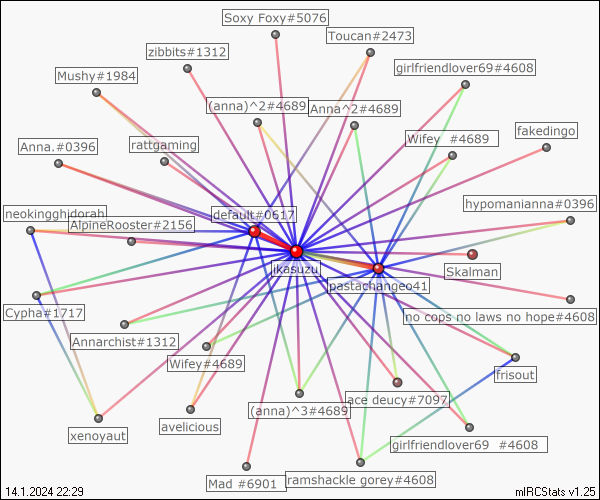 Soxy Foxy#5076
Toucan#2473
zibbits#1312
girlfriendlover69#4608
Mushy#1984
(anna)^2#4689
Anna^2#4689
fakedingo
Anna.#0396
rattgaming
Wifey #4689
hypomanianna#0396
neokingghidorah
default#0617
AlpineRooster#2156
jikasuzu
Skalman
pastachangeo41
Cypha#1717
no cops no laws no hope#4608
Annarchist#1312
Wifey#4689
frisout
ace deucy#7097
(anna)^3#4689
avelicious
xenoyaut
girlfriendlover69 #4608
Mad #6901
ramshackle gorey#4608
14.1.2024 22:29
mIRCStats v1.25